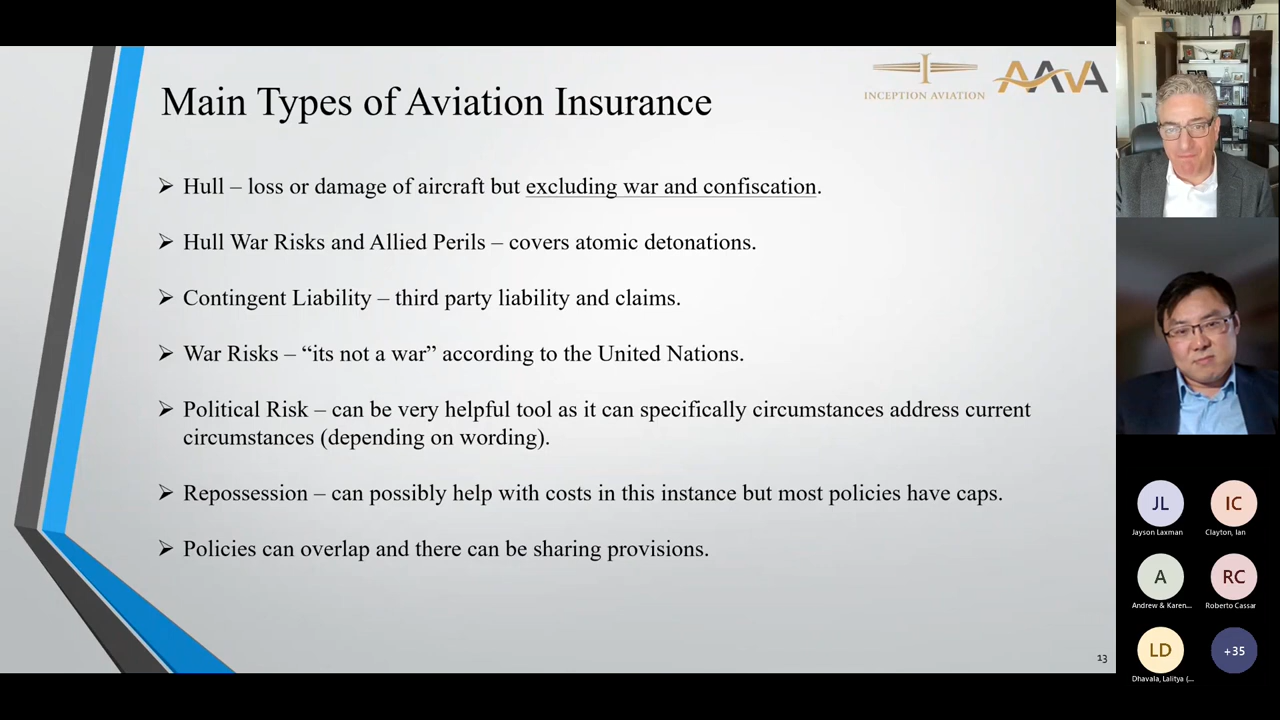 INCEPTION AVIATION
AAVA
Main Types of Aviation Insurance
➢ Hull – loss or damage of aircraft but excluding war and confiscation.
➢ Hull War Risks and Allied Perils – covers atomic detonations.
➢ Contingent Liability – third party liability and claims.
➢ War Risks – “its not a war” according to the United Nations.
➢ Political Risk – can be very helpful tool as it can specifically circumstances address current
circumstances (depending on wording).
➢ Repossession – can possibly help with costs in this instance but most policies have caps.
➢ Policies can overlap and there can be sharing provisions.
13
JL
Jayson Laxman
IC
Clayton, Ian
A
Andrew & Karen...
RC
Roberto Cassar
LD
Dhavala, Lalitya (...
+35